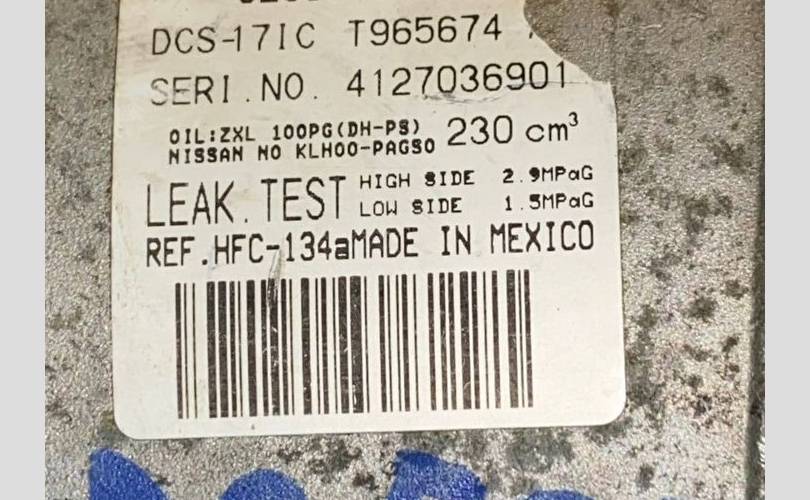 DCS-17IC T965674
SERI.NO. 4127036901
OIL:ZXL 100PG(DH-PS) 230 cm³
NISSAN NO KLH00-PAGS0
LEAK.TEST HIGH SIDE 2.9MPaG
LOW SIDE 1.5MPaG
REF.HFC-134aMADE IN MEXICO